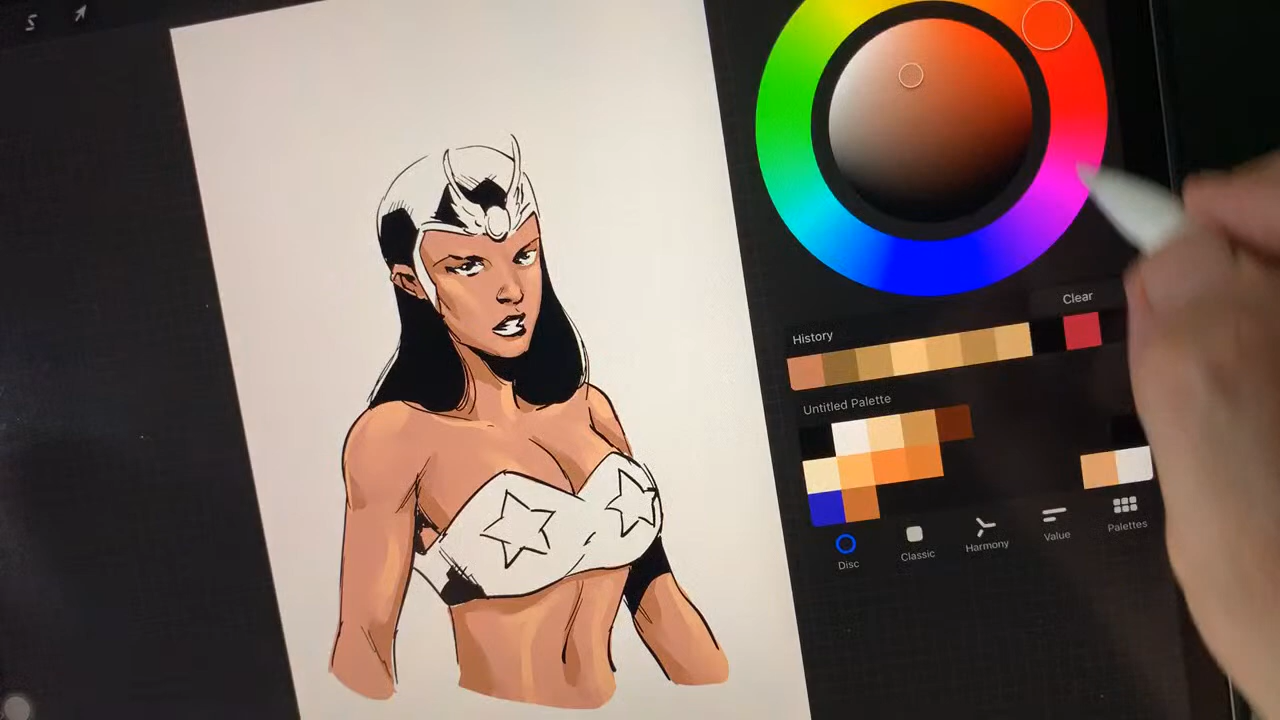 Clear
History
Untitled Palette
Disc
Classic
Harmony
Value
Palettes